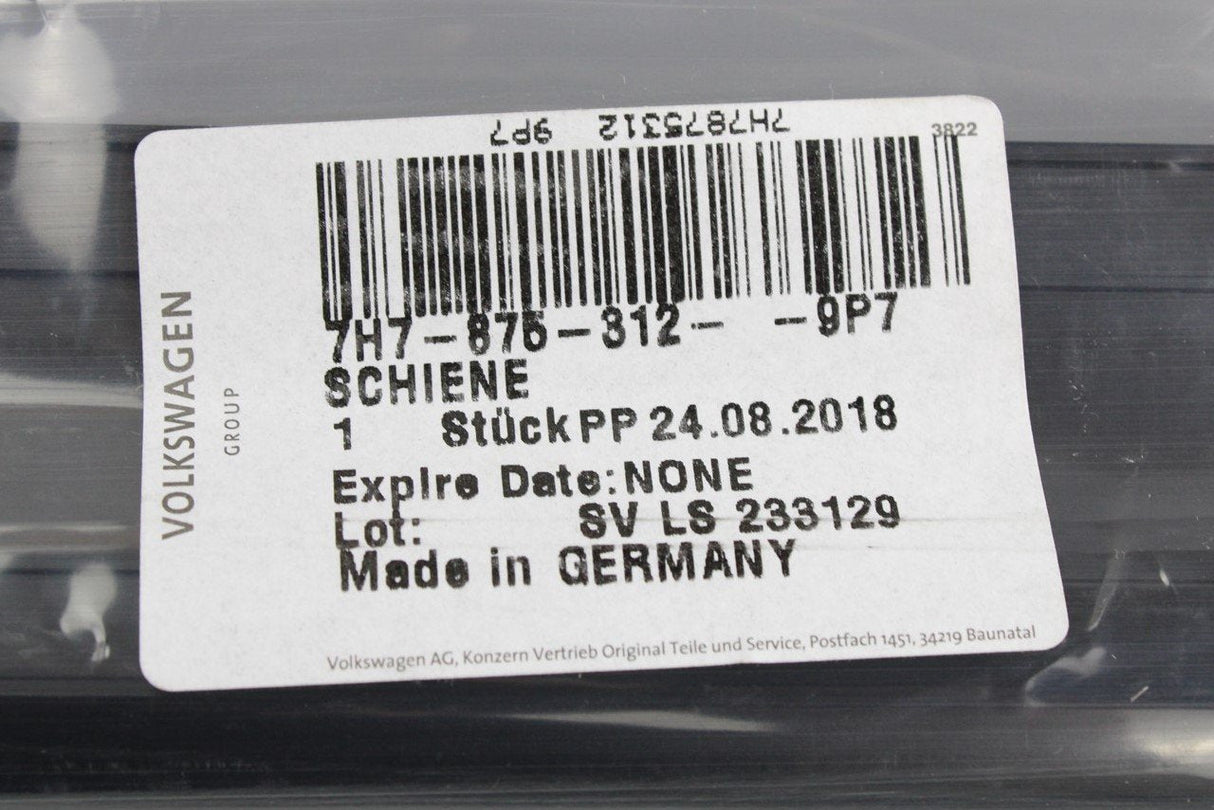 7H7875312 9P7
3822
7H7-875-312- -9P7
SCHIENE
1 Stück PP 24.08.2018
Expire Date: NONE
Lot: SV LS 233129
Made in GERMANY
Volkswagen AG, Konzern Vertrieb Original Teile und Service, Postfach 1451, 34219 Baunatal
VOLKSWAGEN
GROUP